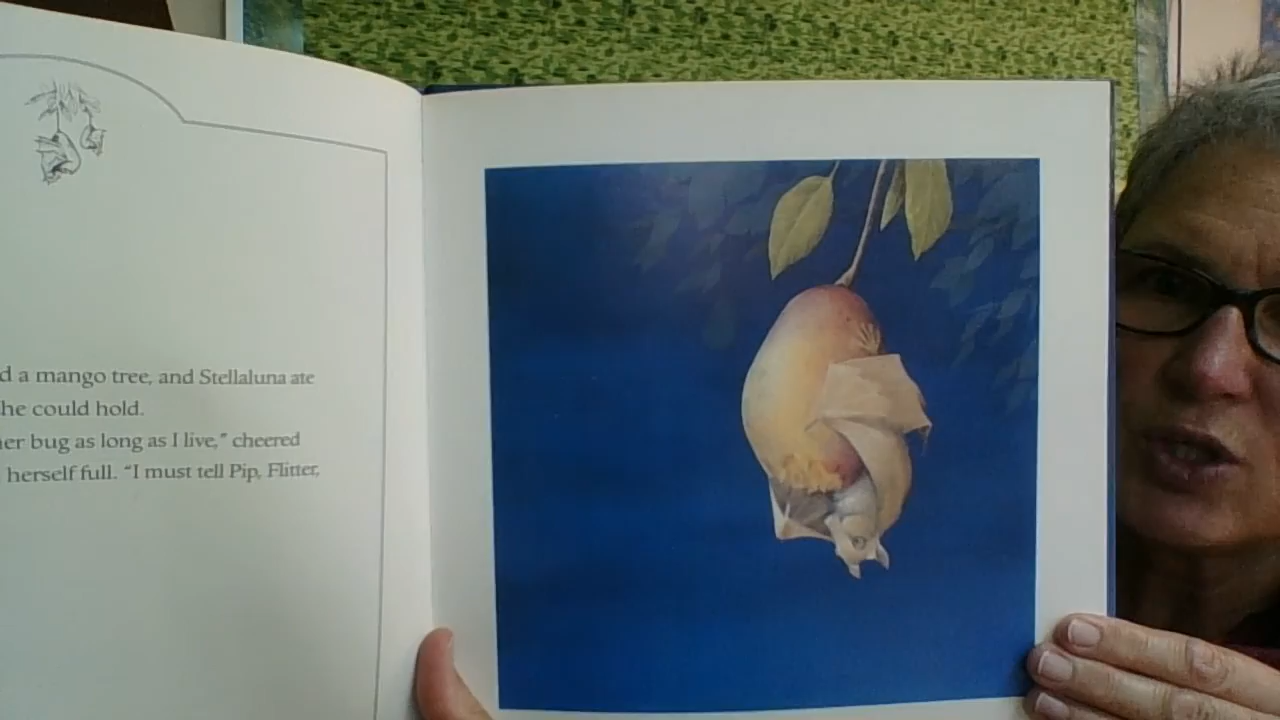 d a mango tree, and Stellaluna ate
he could hold.
er bug as long as I live," cheered
herself full. "I must tell Pip, Flitter,